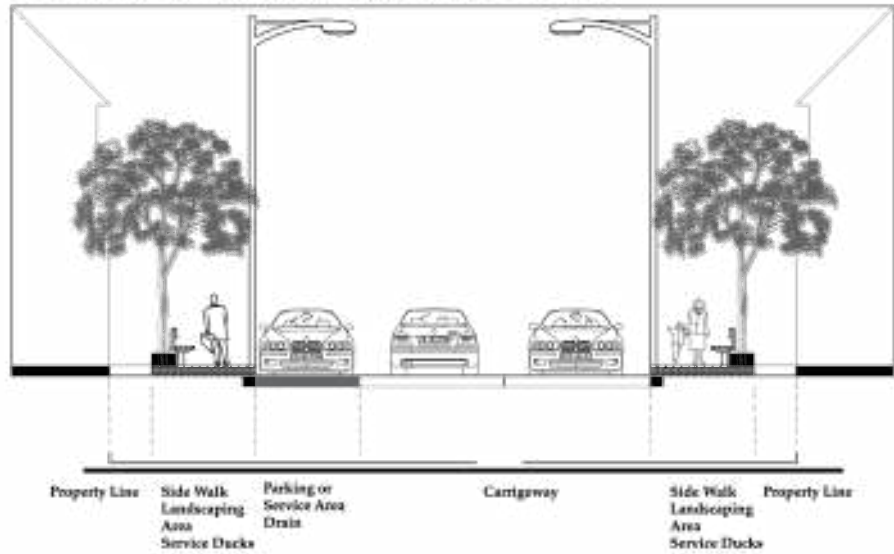 Property Line
Side Walk
Landscaping
Area
Service Ducks
Parking or
Service Area
Drain
Carrigeway
Side Walk
Landscaping
Area
Service Ducks
Property Line